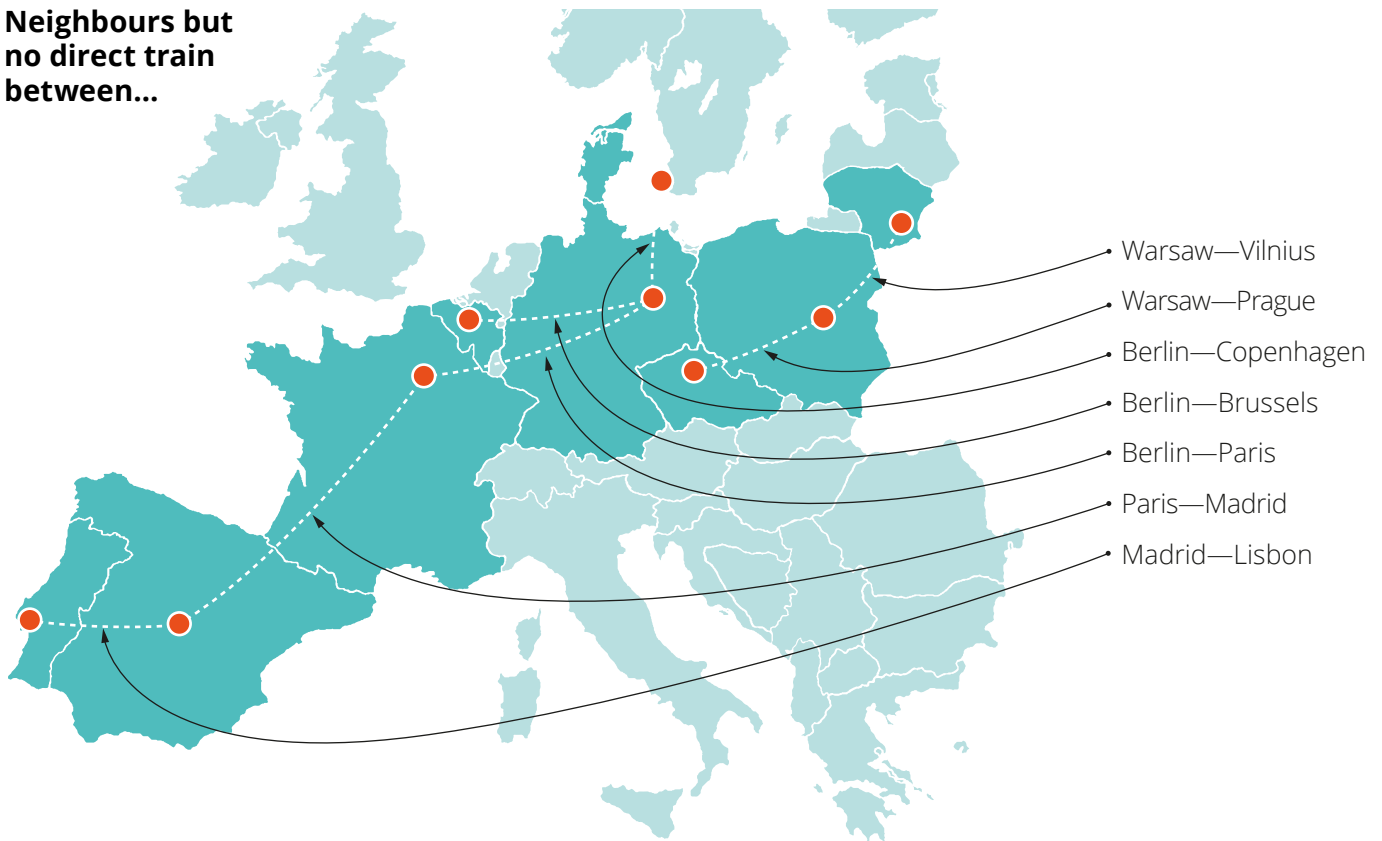 Neighbours but
no direct train
between...
Warsaw—Vilnius
Warsaw—Prague
Berlin—Copenhagen
Berlin—Brussels
Berlin—Paris
Paris—Madrid
Madrid—Lisbon